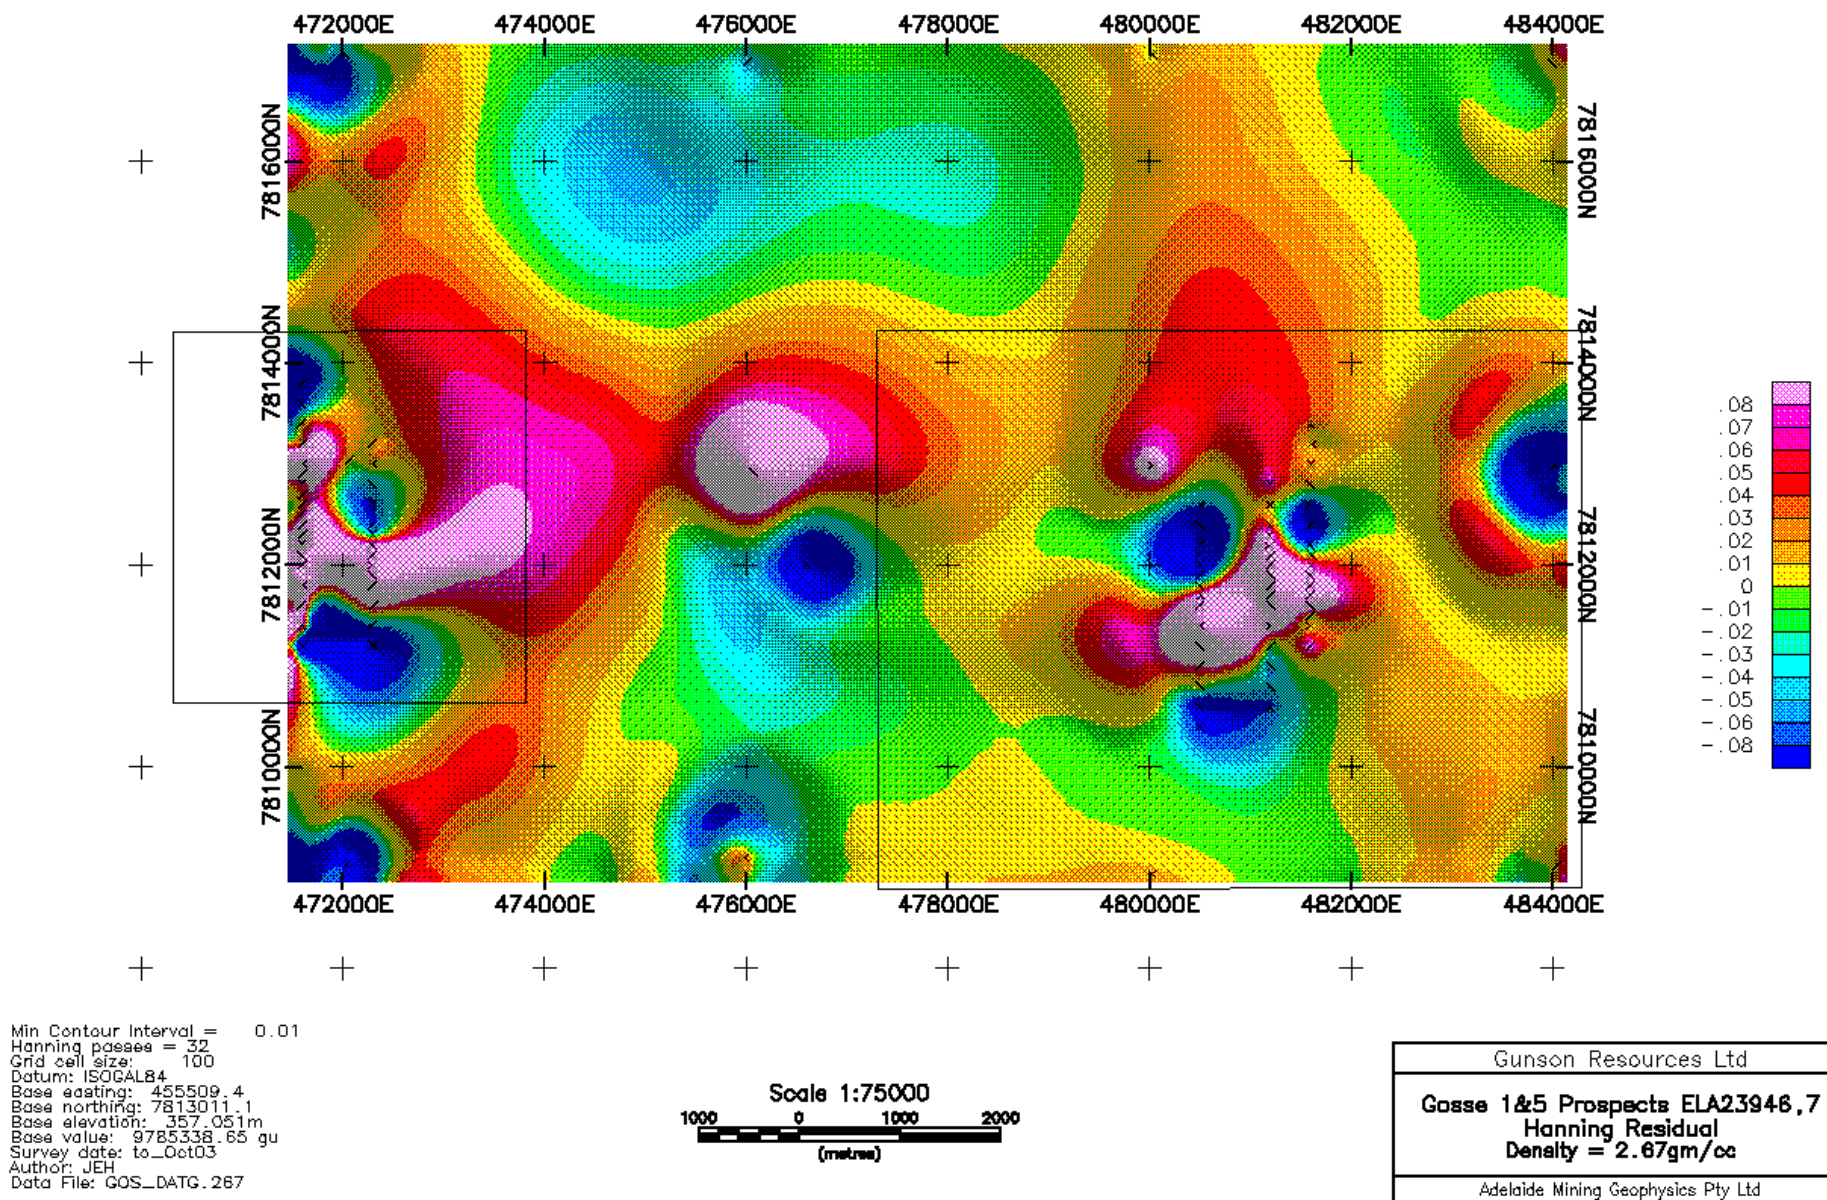 472000E 474000E 476000E 478000E 480000E 482000E 484000E
7816000N 7816000N
7814000N 7814000N
7812000N 7812000N
7810000N 7810000N
.08
.07
.06
.05
.04
.03
.02
.01
0
-.01
-.02
-.03
-.04
-.05
-.06
-.08
472000E 474000E 476000E 478000E 480000E 482000E 484000E
Min Contour Interval = 0.01
Hanning passes = 32
Grid cell size: 100
Datum: ISOGAL84
Base easting: 455509.4
Base northing: 7813011.1
Base elevation: 357.051m
Base value: 9785338.65 gu
Survey date: to_Oct03
Author: JEH
Data File: GOS_DATG.267
Scale 1:75000
1000 0 1000 2000
(metres)
Gunson Resources Ltd
Gosse 1&5 Prospects ELA23946,7
Hanning Residual
Density = 2.67gm/cc
Adelaide Mining Geophysics Pty Ltd